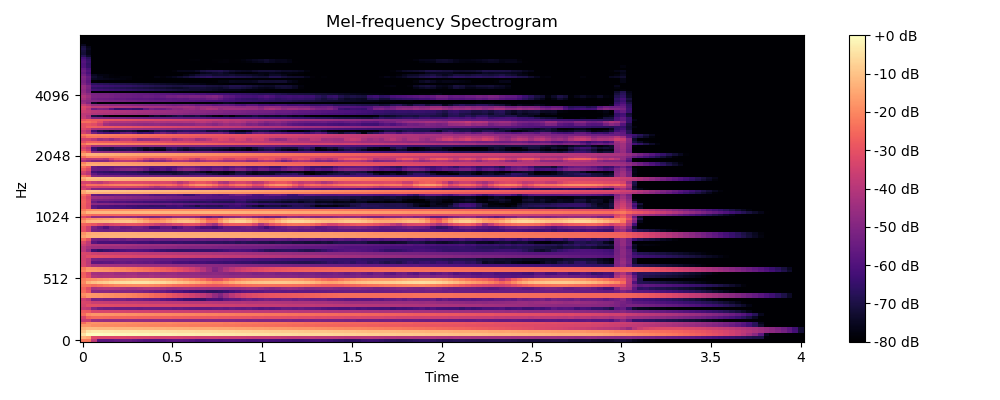 Mel-frequency Spectrogram
Hz
4096
2048
1024
512
0
0 0.5 1 1.5 2 2.5 3 3.5 4
Time
+0 dB
-10 dB
-20 dB
-30 dB
-40 dB
-50 dB
-60 dB
-70 dB
-80 dB